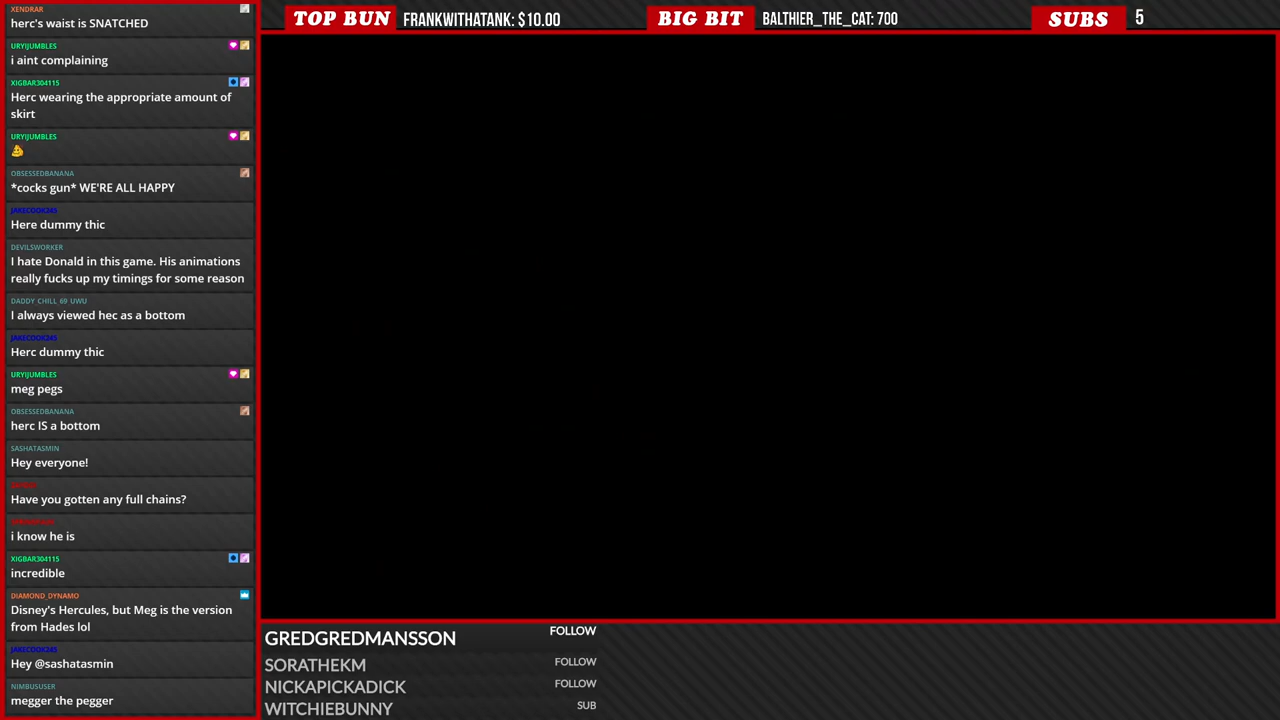 TOP BUN
FRANKWITHATANK: $10.00
BIG BIT
BALTHIER_THE_CAT: 700
SUBS
5
XENDRAR
herc's waist is SNATCHED
URYIJUMBLES
i aint complaining
XIGBAR304115
Herc wearing the appropriate amount of
skirt
URYIJUMBLES
OBSESSEDBANANA
*cocks gun* WE'RE ALL HAPPY
JAKECOOK245
Here dummy thic
DEVILSWORKER
I hate Donald in this game. His animations
really fucks up my timings for some reason
DADDY_CHILL_69_UWU
I always viewed hec as a bottom
JAKECOOK245
Herc dummy thic
URYIJUMBLES
meg pegs
OBSESSEDBANANA
herc IS a bottom
SASHATASMIN
Hey everyone!
Have you gotten any full chains?
i know he is
XIGBAR304115
incredible
DIAMOND_DYNAMO
Disney's Hercules, but Meg is the version
from Hades lol
JAKECOOK245
Hey @sashatasmin
NIMBUSUSER
megger the pegger
GREDGREDMANSSON FOLLOW
SORATHEKM FOLLOW
NICKAPICKADICK FOLLOW
WITCHIEBUNNY SUB